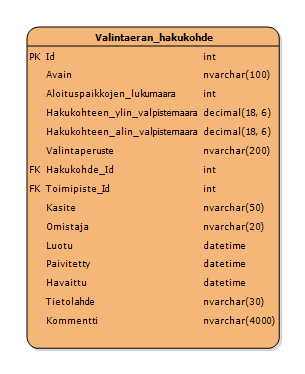 Valintaeran_hakukohde
PK Id int
Avain nvarchar(100)
Aloituspaikkojen_lukumaara int
Hakukohteen_ylin_valpistemaara decimal(18, 6)
Hakukohteen_alin_valpistemaara decimal(18, 6)
Valintaperuste nvarchar(200)
FK Hakukohde_Id int
FK Toimipiste_Id int
Kasite nvarchar(50)
Omistaja nvarchar(20)
Luotu datetime
Paivitetty datetime
Havaittu datetime
Tietolahde nvarchar(30)
Kommentti nvarchar(4000)